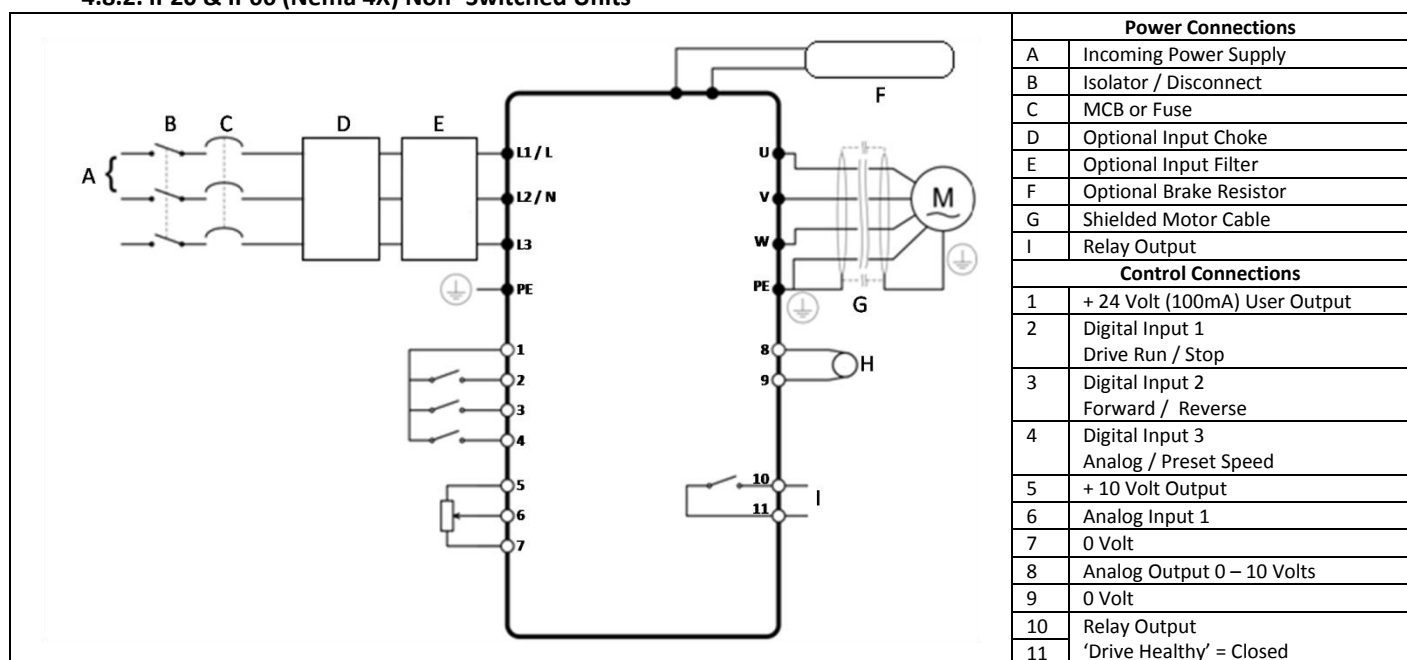 4.8.2. IP20 & IP66 (Nema 4X) Non- Switched Units
A
B
C
D
E
F
L1 / L
L2 / N
L3
PE
U
V
W
PE
M
G
1
2
3
4
5
6
7
8
9
H
10
11
I
Power Connections
A Incoming Power Supply
B Isolator / Disconnect
C MCB or Fuse
D Optional Input Choke
E Optional Input Filter
F Optional Brake Resistor
G Shielded Motor Cable
I Relay Output
Control Connections
1 + 24 Volt (100mA) User Output
2 Digital Input 1
Drive Run / Stop
3 Digital Input 2
Forward / Reverse
4 Digital Input 3
Analog / Preset Speed
5 + 10 Volt Output
6 Analog Input 1
7 0 Volt
8 Analog Output 0 – 10 Volts
9 0 Volt
10 Relay Output
11 ‘Drive Healthy’ = Closed